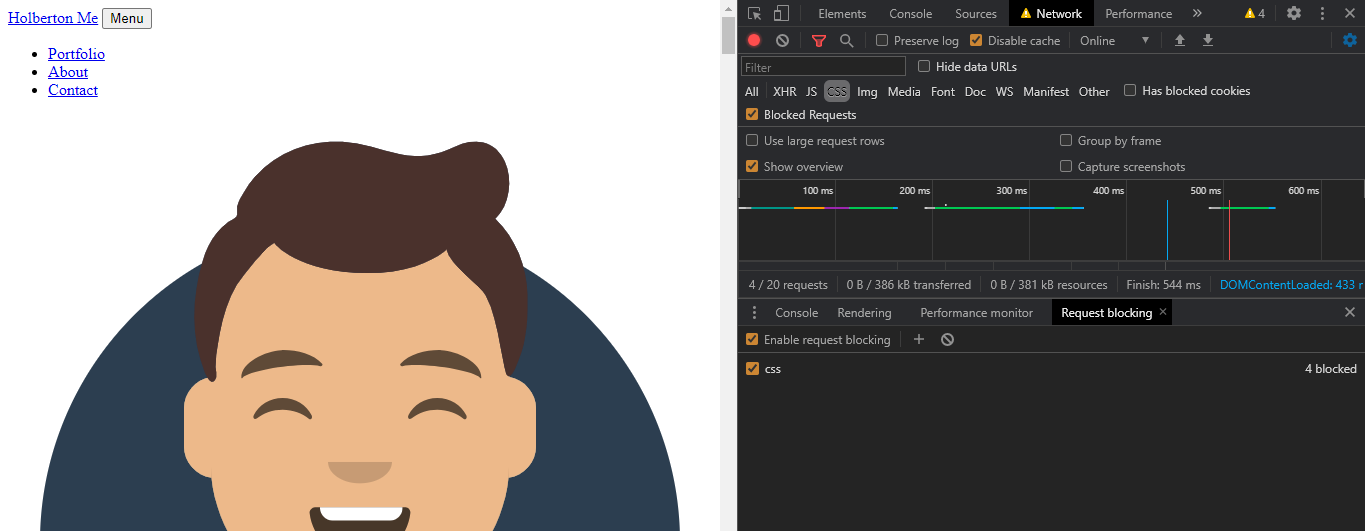 Holberton Me Menu
Portfolio
About
Contact
Elements Console Sources Network Performance » 4
Preserve log Disable cache Online
Filter Hide data URLs
All XHR JS CSS Img Media Font Doc WS Manifest Other Has blocked cookies
Blocked Requests
Use large request rows Group by frame
Show overview Capture screenshots
100 ms 200 ms 300 ms 400 ms 500 ms 600 ms
4 / 20 requests 0 B / 386 kB transferred 0 B / 381 kB resources Finish: 544 ms DOMContentLoaded: 433 r
Console Rendering Performance monitor Request blocking ×
Enable request blocking
css 4 blocked